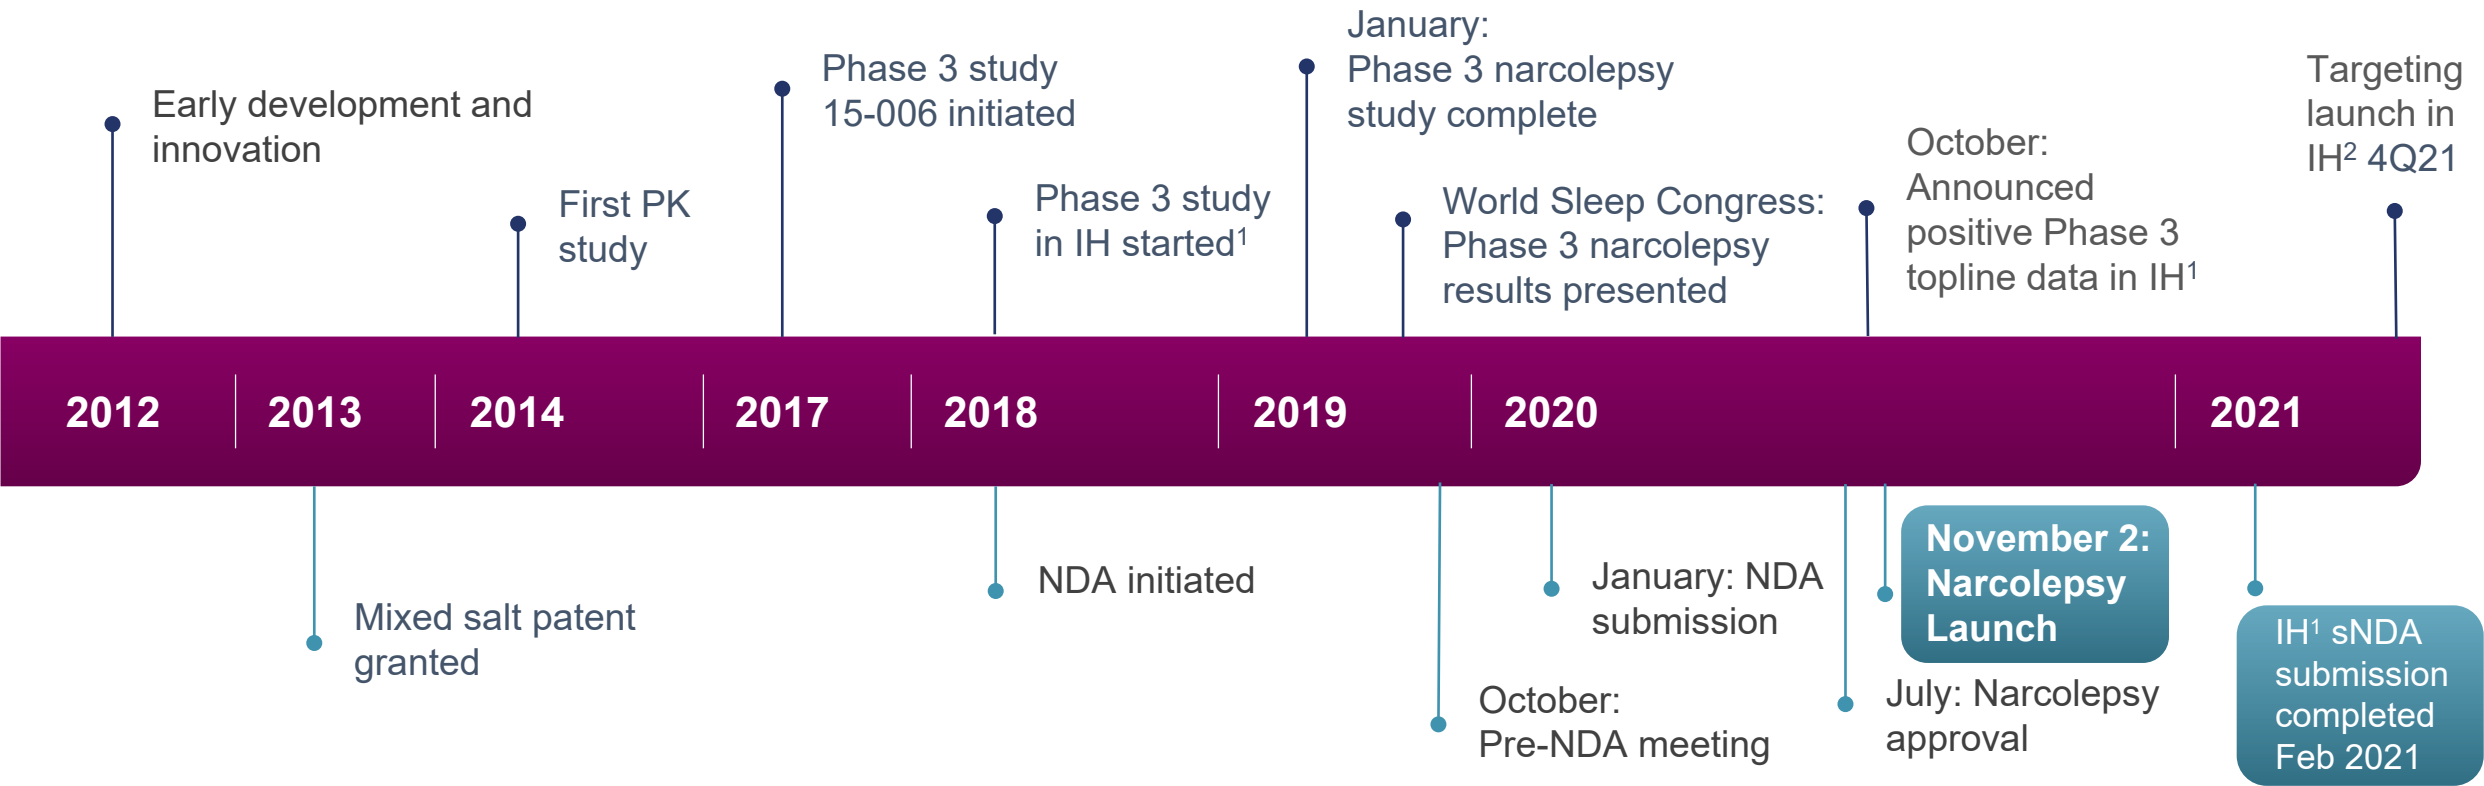 Early development and
innovation
First PK
study
Phase 3 study
15-006 initiated
Phase 3 study
in IH started¹
January:
Phase 3 narcolepsy
study complete
World Sleep Congress:
Phase 3 narcolepsy
results presented
October:
Announced
positive Phase 3
topline data in IH¹
Targeting
launch in
IH² 4Q21
2012
2013
2014
2017
2018
2019
2020
2021
Mixed salt patent
granted
NDA initiated
October:
Pre-NDA meeting
January: NDA
submission
July: Narcolepsy
approval
November 2:
Narcolepsy
Launch
IH¹ sNDA
submission
completed
Feb 2021